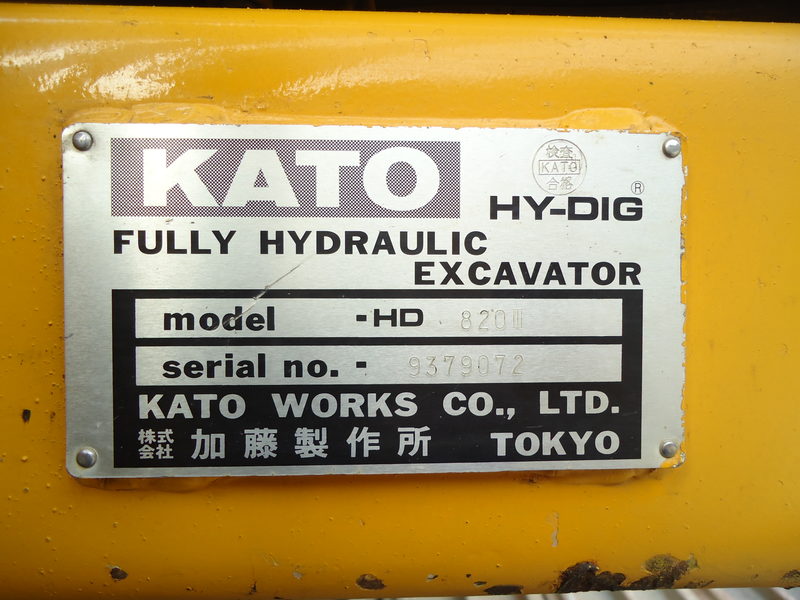 KATO
検査
KATO
合格
HY-DIG®
FULLY HYDRAULIC
EXCAVATOR
model -HD 820III
serial no. - 9379072
KATO WORKS CO., LTD.
株式会社 加藤製作所 TOKYO